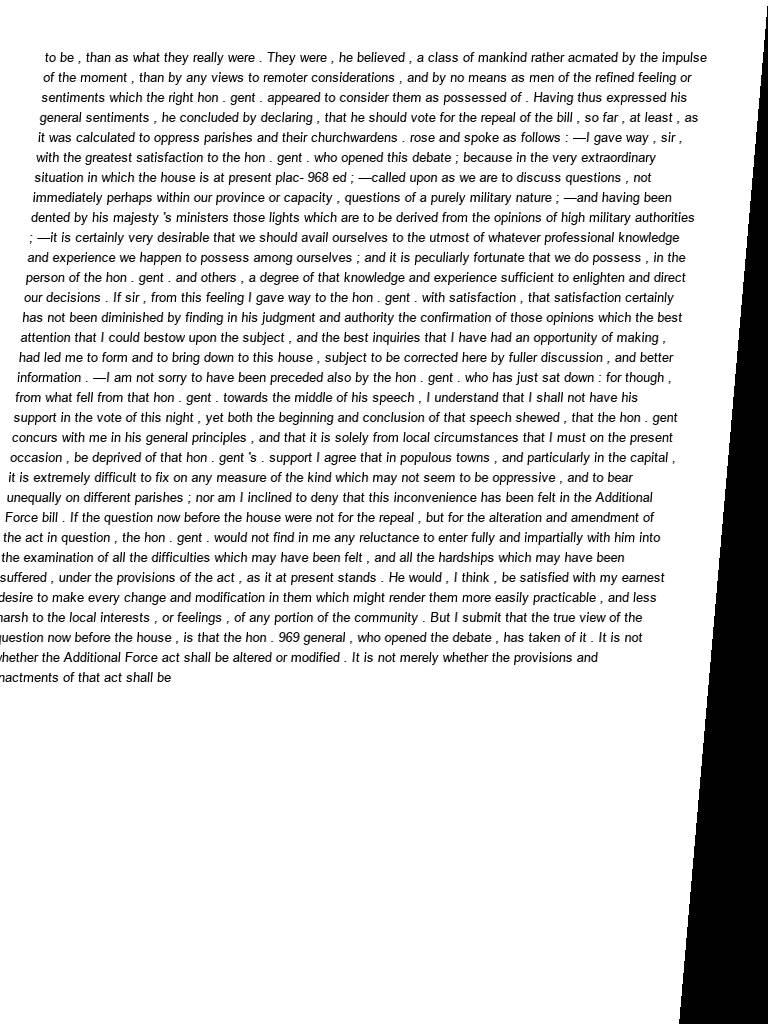 to be , than as what they really were . They were , he believed , a class of mankind rather acmated by the impulse
of the moment , than by any views to remoter considerations , and by no means as men of the refined feeling or
sentiments which the right hon . gent . appeared to consider them as possessed of . Having thus expressed his
general sentiments , he concluded by declaring , that he should vote for the repeal of the bill , so far , at least , as
it was calculated to oppress parishes and their churchwardens . rose and spoke as follows : —I gave way , sir ,
with the greatest satisfaction to the hon . gent . who opened this debate ; because in the very extraordinary
situation in which the house is at present plac- 968 ed ; —called upon as we are to discuss questions , not
immediately perhaps within our province or capacity , questions of a purely military nature ; —and having been
dented by his majesty 's ministers those lights which are to be derived from the opinions of high military authorities
; —it is certainly very desirable that we should avail ourselves to the utmost of whatever professional knowledge
and experience we happen to possess among ourselves ; and it is peculiarly fortunate that we do possess , in the
person of the hon . gent . and others , a degree of that knowledge and experience sufficient to enlighten and direct
our decisions . If sir , from this feeling I gave way to the hon . gent . with satisfaction , that satisfaction certainly
has not been diminished by finding in his judgment and authority the confirmation of those opinions which the best
attention that I could bestow upon the subject , and the best inquiries that I have had an opportunity of making ,
had led me to form and to bring down to this house , subject to be corrected here by fuller discussion , and better
information . —I am not sorry to have been preceded also by the hon . gent . who has just sat down : for though ,
from what fell from that hon . gent . towards the middle of his speech , I understand that I shall not have his
support in the vote of this night , yet both the beginning and conclusion of that speech shewed , that the hon . gent
concurs with me in his general principles , and that it is solely from local circumstances that I must on the present
occasion , be deprived of that hon . gent 's . support I agree that in populous towns , and particularly in the capital ,
it is extremely difficult to fix on any measure of the kind which may not seem to be oppressive , and to bear
unequally on different parishes ; nor am I inclined to deny that this inconvenience has been felt in the Additional
Force bill . If the question now before the house were not for the repeal , but for the alteration and amendment of
the act in question , the hon . gent . would not find in me any reluctance to enter fully and impartially with him into
the examination of all the difficulties which may have been felt , and all the hardships which may have been
suffered , under the provisions of the act , as it at present stands . He would , I think , be satisfied with my earnest
desire to make every change and modification in them which might render them more easily practicable , and less
harsh to the local interests , or feelings , of any portion of the community . But I submit that the true view of the
question now before the house , is that the hon . 969 general , who opened the debate , has taken of it . It is not
whether the Additional Force act shall be altered or modified . It is not merely whether the provisions and
nactments of that act shall be